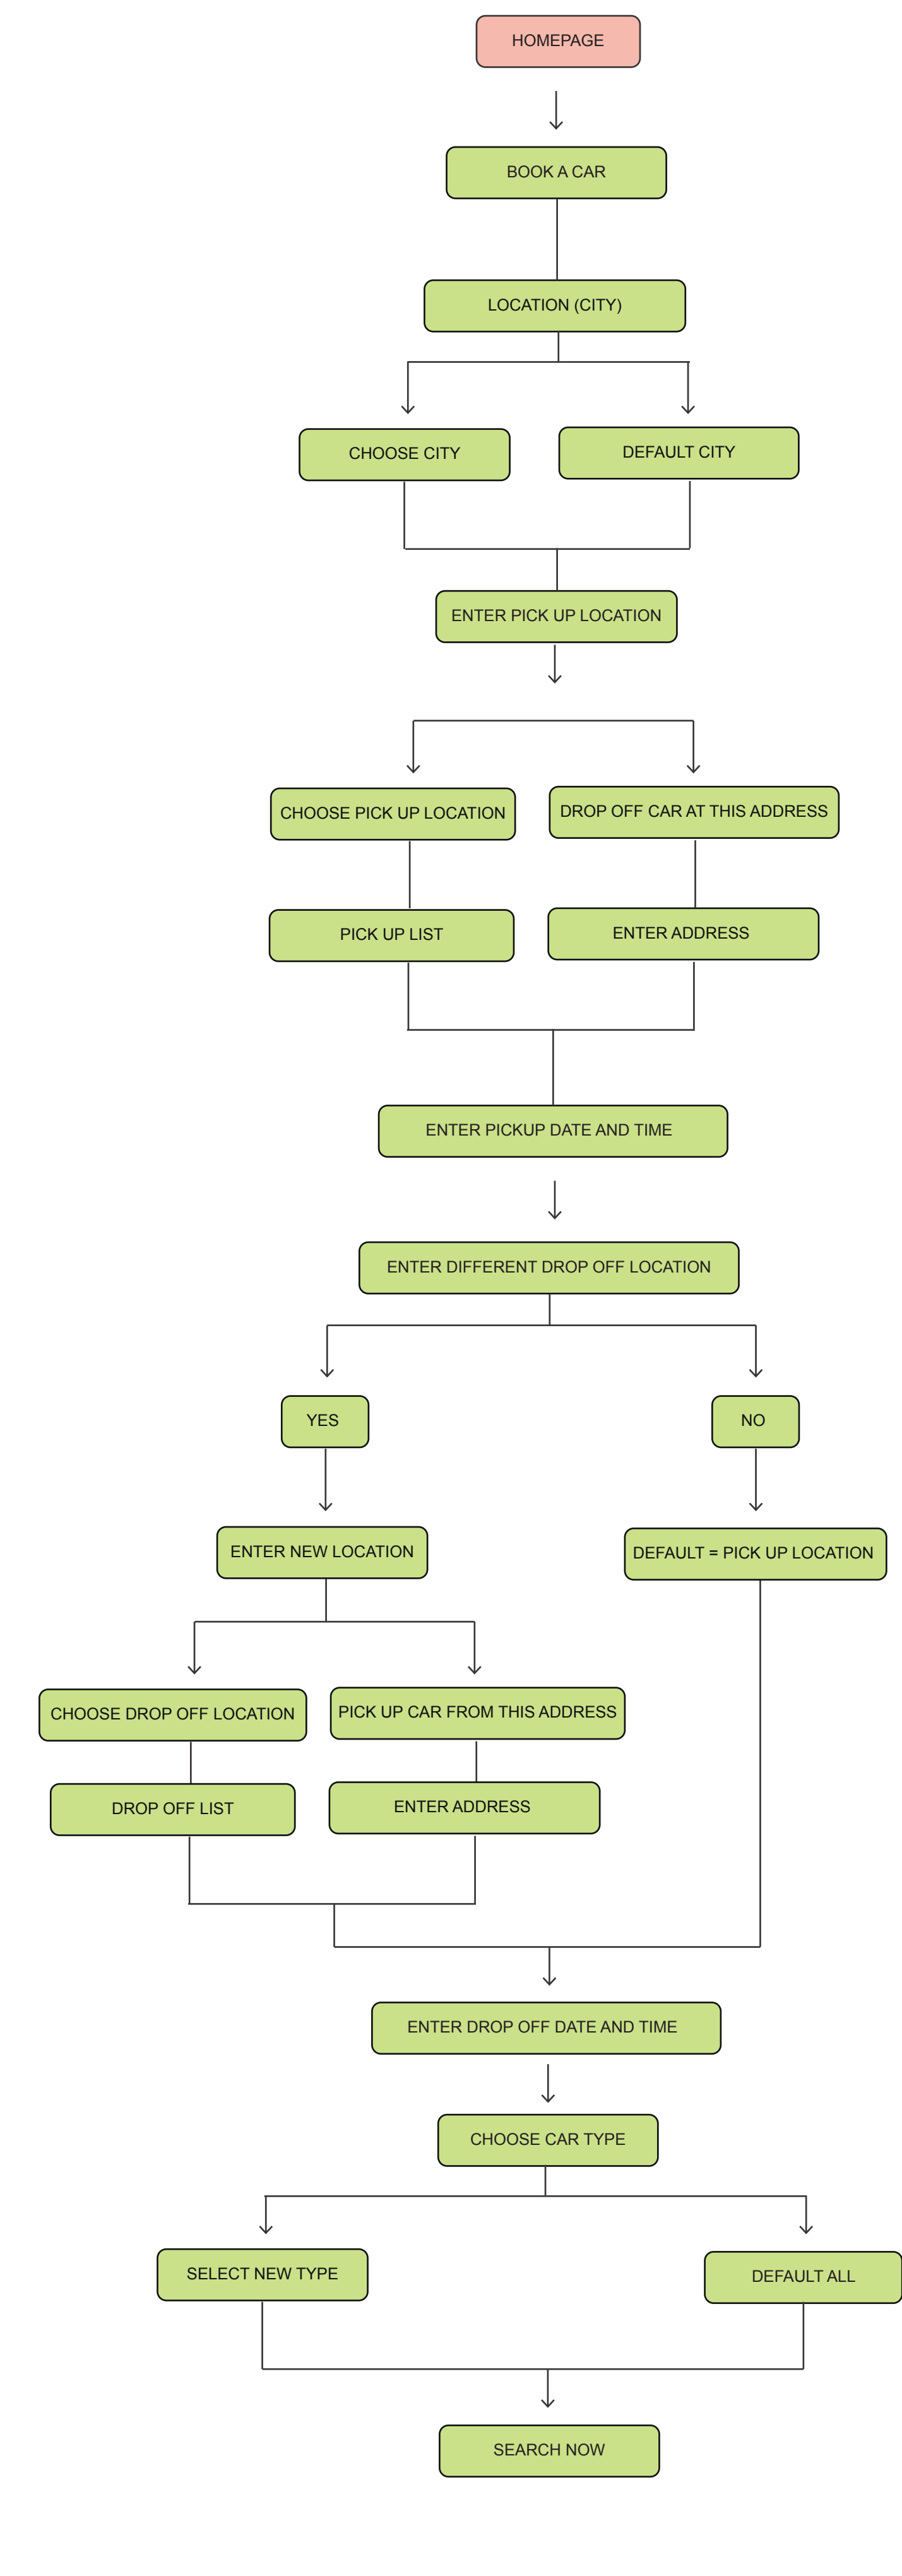 HOMEPAGE
BOOK A CAR
LOCATION (CITY)
CHOOSE CITY
DEFAULT CITY
ENTER PICK UP LOCATION
CHOOSE PICK UP LOCATION
DROP OFF CAR AT THIS ADDRESS
PICK UP LIST
ENTER ADDRESS
ENTER PICKUP DATE AND TIME
ENTER DIFFERENT DROP OFF LOCATION
YES
NO
ENTER NEW LOCATION
DEFAULT = PICK UP LOCATION
CHOOSE DROP OFF LOCATION
PICK UP CAR FROM THIS ADDRESS
DROP OFF LIST
ENTER ADDRESS
ENTER DROP OFF DATE AND TIME
CHOOSE CAR TYPE
SELECT NEW TYPE
DEFAULT ALL
SEARCH NOW